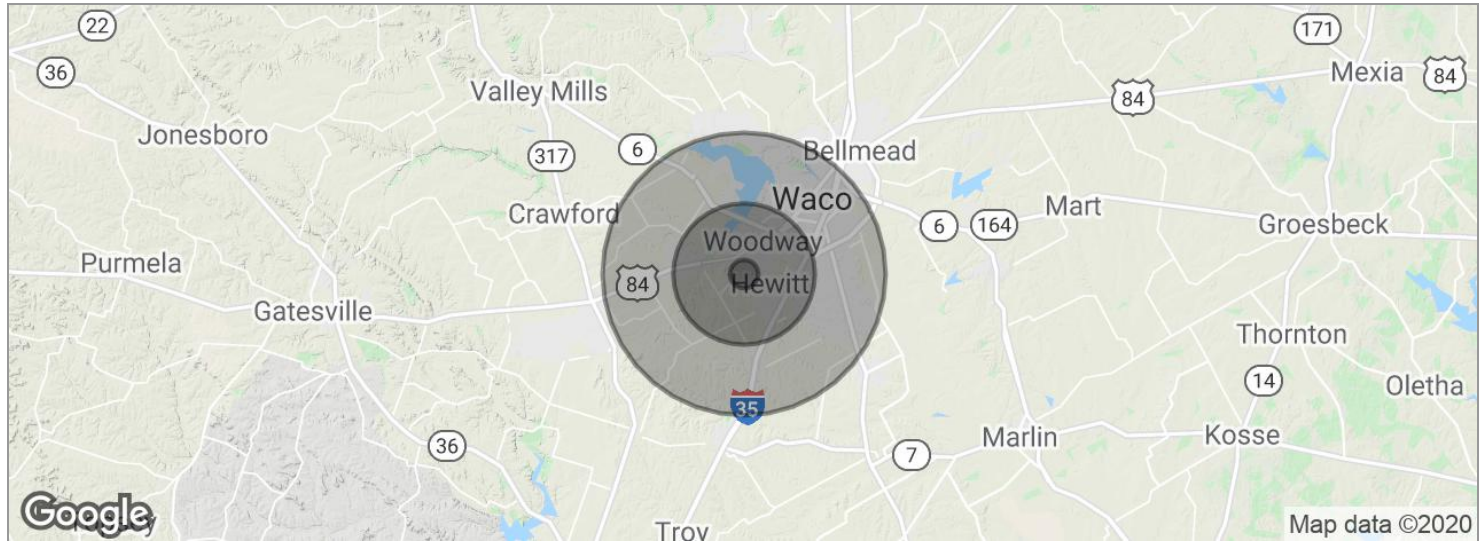 22
171
36
Mexia
84
Valley Mills
84
Jonesboro
6
Bellmead
317
Waco
Crawford
Mart
6
164
Groesbeck
Woodway
Purmela
84
Hewitt
Gatesville
Thornton
14
Oletha
35
36
7
Marlin
Kosse
Google
Troy
Map data ©2020